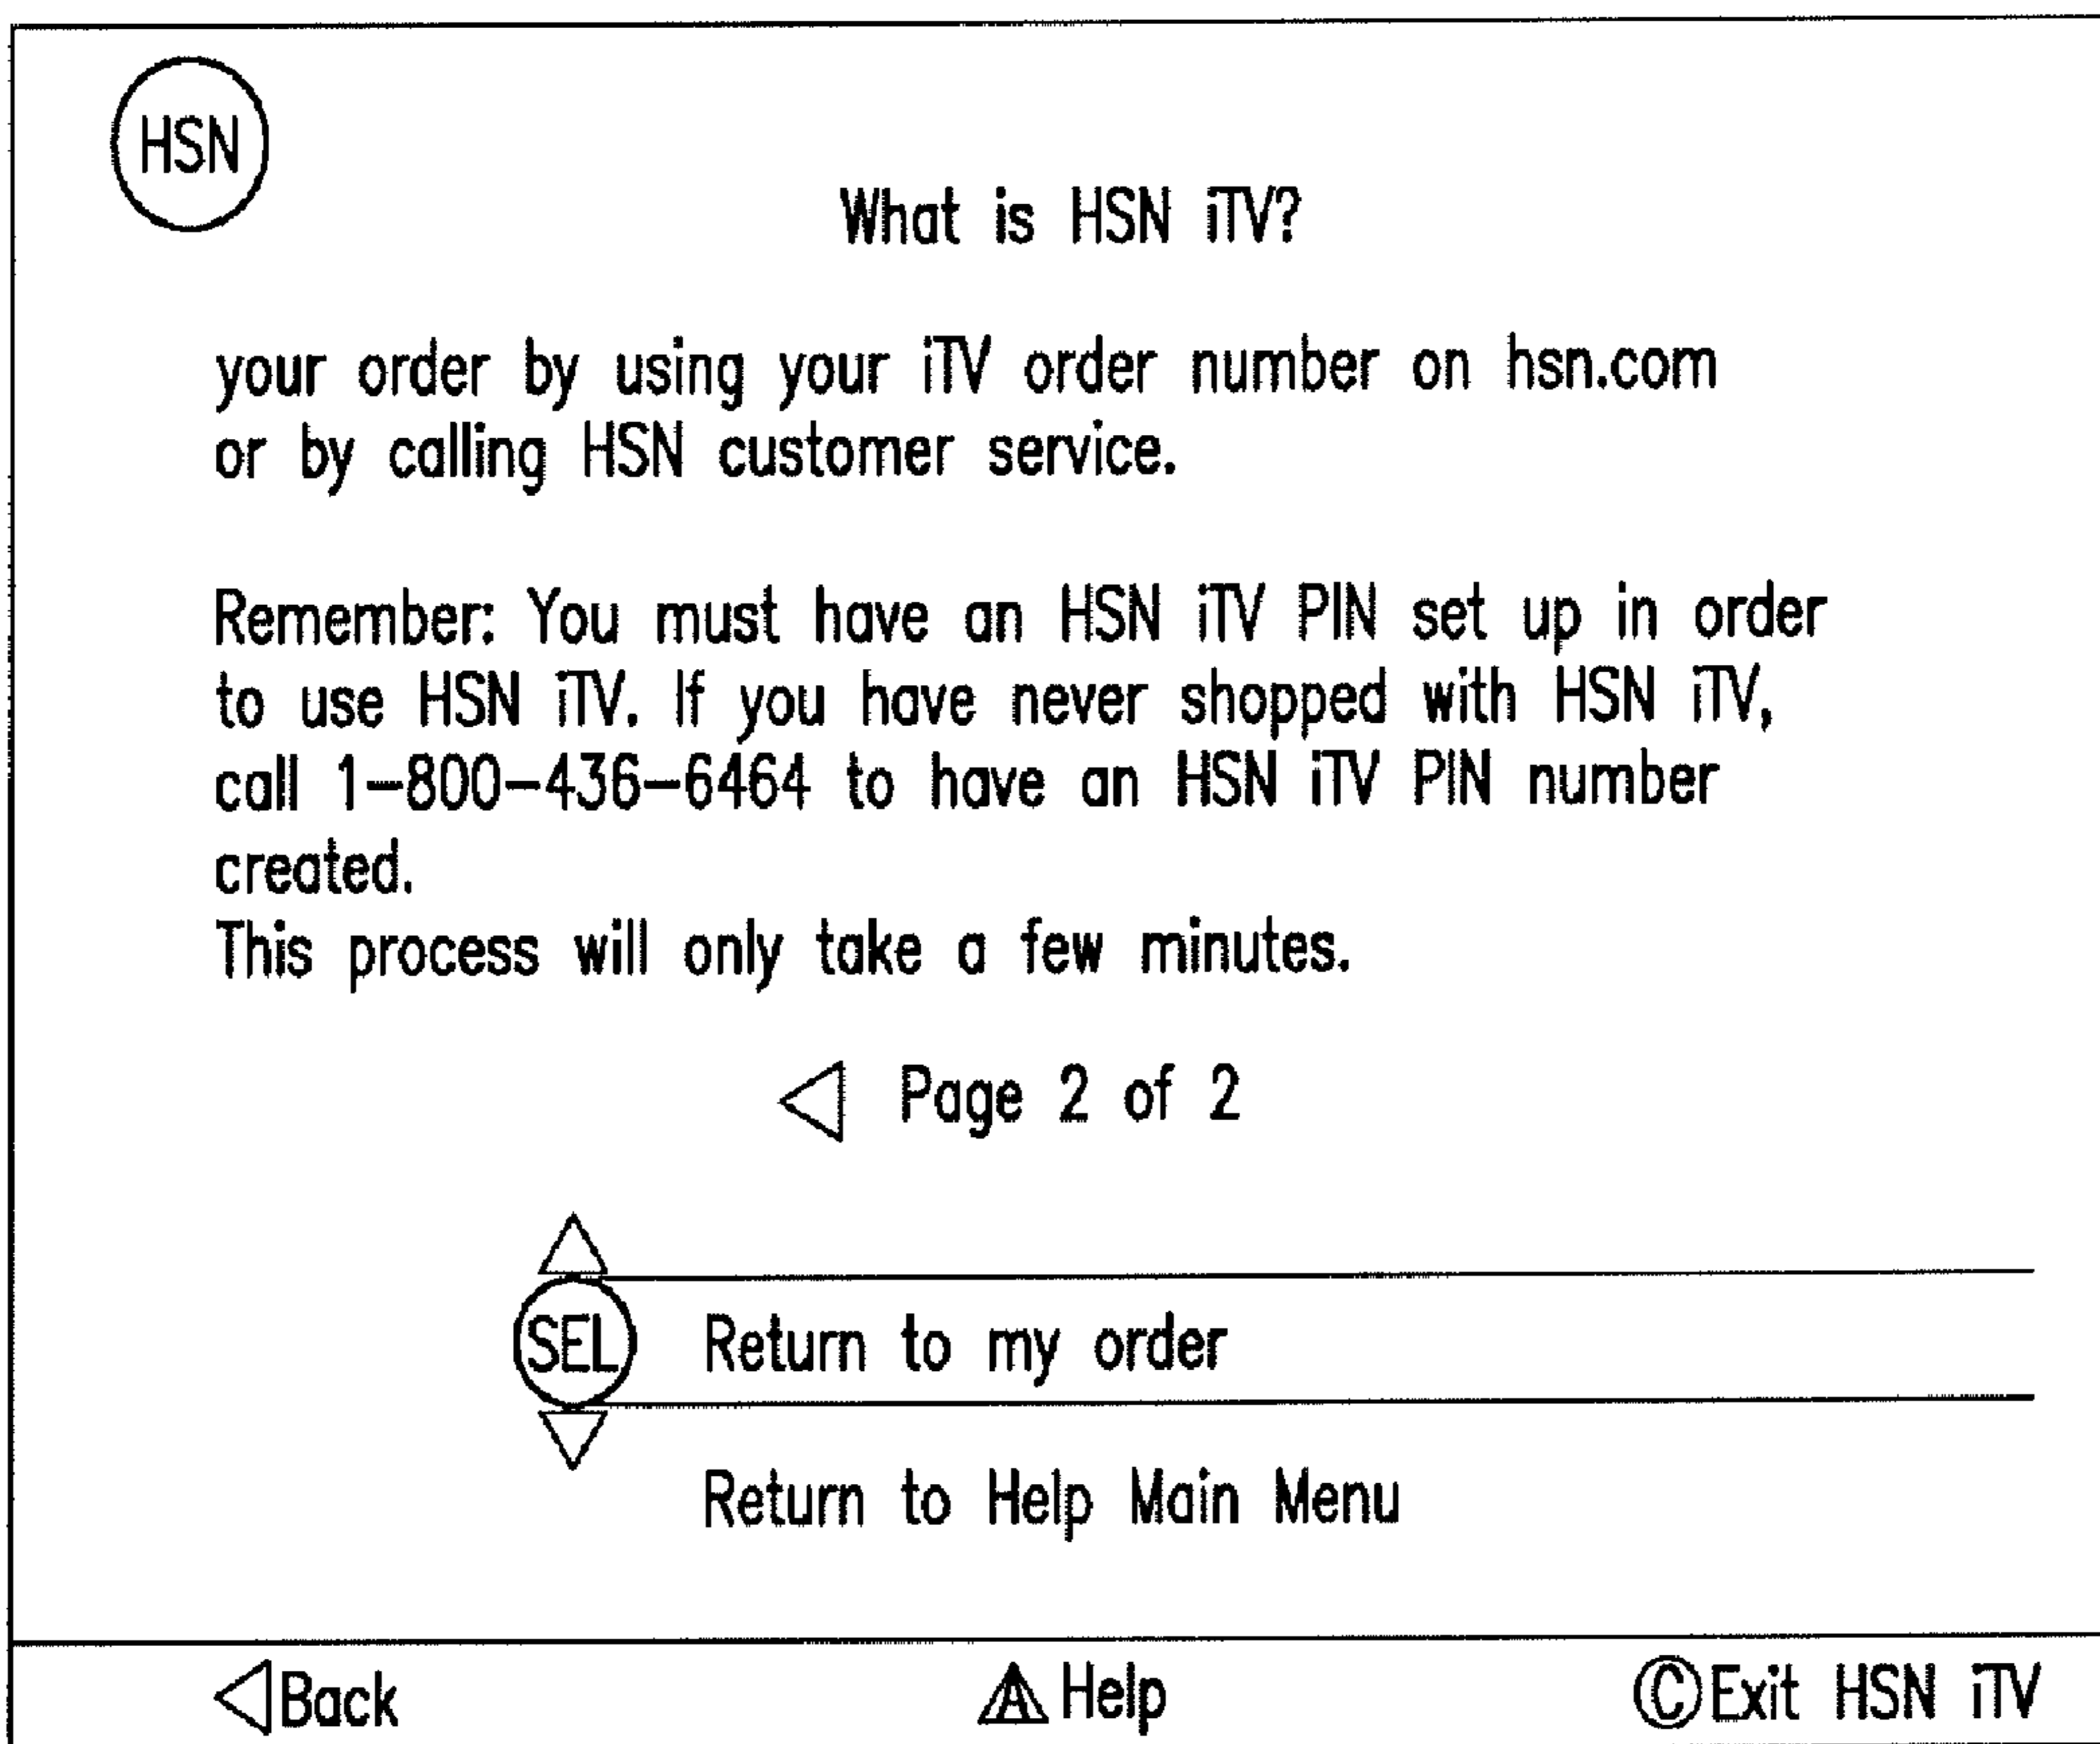 HSN
What is HSN iTV?
your order by using your iTV order number on hsn.com
or by calling HSN customer service.
Remember: You must have an HSN iTV PIN set up in order
to use HSN iTV. If you have never shopped with HSN iTV,
call 1-800-436-6464 to have an HSN iTV PIN number
created.
This process will only take a few minutes.
Page 2 of 2
SEL Return to my order
Return to Help Main Menu
Back A Help C Exit HSN iTV